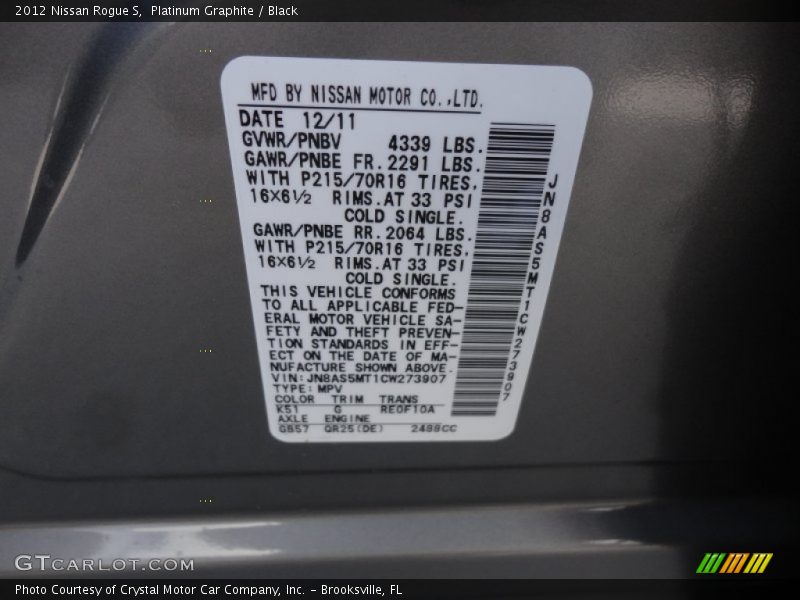 2012 Nissan Rogue S, Platinum Graphite / Black
MFD BY NISSAN MOTOR CO.,LTD.
DATE 12/11
GVWR/PNBV 4339 LBS.
GAWR/PNBE FR. 2291 LBS.
WITH P215/70R16 TIRES,
16×6½ RIMS.AT 33 PSI
COLD SINGLE.
GAWR/PNBE RR. 2064 LBS.
WITH P215/70R16 TIRES,
16×6½ RIMS.AT 33 PSI
COLD SINGLE.
THIS VEHICLE CONFORMS
TO ALL APPLICABLE FED-
ERAL MOTOR VEHICLE SA-
FETY AND THEFT PREVEN-
TION STANDARDS IN EFF-
ECT ON THE DATE OF MA-
NUFACTURE SHOWN ABOVE.
VIN:JN8AS5MT1CW273907
TYPE:MPV
COLOR TRIM TRANS
K51 G RE0F10A
AXLE ENGINE
GB57 QR25(DE) 2488CC
JN8AS5MT1CW273907
GTCARLOT.COM
Photo Courtesy of Crystal Motor Car Company, Inc. – Brooksville, FL